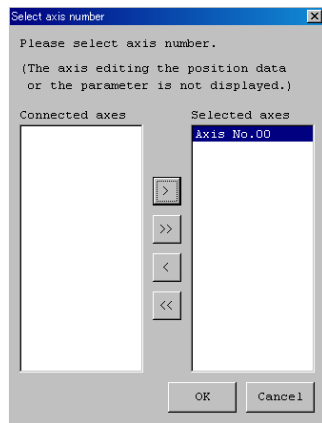 Select axis number
Please select axis number.
(The axis editing the position data
or the parameter is not displayed.)
Connected axes
Selected axes
Axis No.00
>
>>
<
<<
OK
Cancel